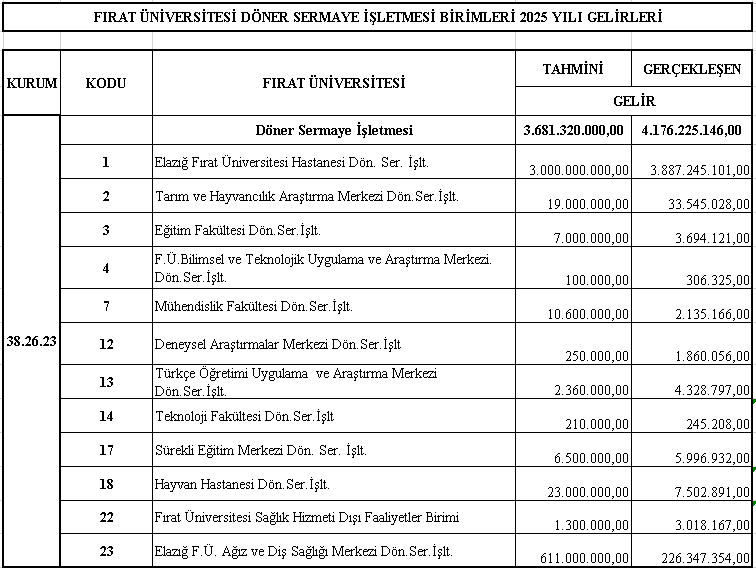 FIRAT ÜNİVERSİTESİ DÖNER SERMAYE İŞLETMESİ BİRİMLERİ 2025 YILI GELİRLERİ
KURUM KODU FIRAT ÜNİVERSİTESİ TAHMİNİ GERÇEKLEŞEN
GELİR
Döner Sermaye İşletmesi 3.681.320.000,00 4.176.225.146,00
1 Elazığ Fırat Üniversitesi Hastanesi Dön. Ser. İşlt. 3.000.000.000,00 3.887.245.101,00
2 Tarım ve Hayvancılık Araştırma Merkezi Dön.Ser.İşlt. 19.000.000,00 33.545.028,00
3 Eğitim Fakültesi Dön.Ser.İşlt. 7.000.000,00 3.694.121,00
4 F.Ü.Bilimsel ve Teknolojik Uygulama ve Araştırma Merkezi.
Dön.Ser.İşlt. 100.000,00 306.325,00
7 Mühendislik Fakültesi Dön.Ser.İşlt. 10.600.000,00 2.135.166,00
38.26.23 12 Deneysel Araştırmalar Merkezi Dön.Ser.İşlt 250.000,00 1.860.056,00
13 Türkçe Öğretimi Uygulama ve Araştırma Merkezi
Dön.Ser.İşlt. 2.360.000,00 4.328.797,00
14 Teknoloji Fakültesi Dön.Ser.İşlt 210.000,00 245.208,00
17 Sürekli Eğitim Merkezi Dön. Ser. İşlt. 6.500.000,00 5.996.932,00
18 Hayvan Hastanesi Dön.Ser.İşlt. 23.000.000,00 7.502.891,00
22 Fırat Üniversitesi Sağlık Hizmeti Dışı Faaliyetler Birimi 1.300.000,00 3.018.167,00
23 Elazığ F.Ü. Ağız ve Diş Sağlığı Merkezi Dön.Ser.İşlt. 611.000.000,00 226.347.354,00